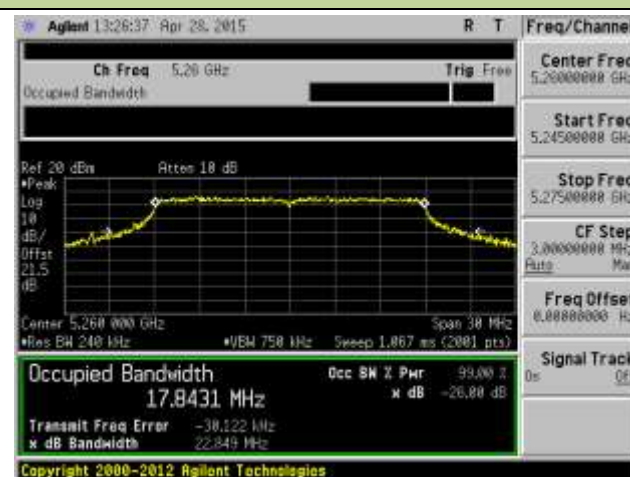 Agilent 13:26:37 Apr 28, 2015 R T
Ch Freq 5.26 GHz Trig Free
Occupied Bandwidth
Ref 20 dBm Atten 10 dB
#Peak
Log
10
dB/
Offst
21.5
dB
Center 5.260 000 GHz Span 30 MHz
#Res BW 240 kHz #VBW 750 kHz Sweep 1.067 ms (2001 pts)
Occupied Bandwidth Occ BW % Pwr 99.00 %
17.8431 MHz x dB -26.00 dB
Transmit Freq Error -30.122 kHz
x dB Bandwidth 22.849 MHz
Copyright 2000-2012 Agilent Technologies
Freq/Channel
Center Freq
5.26000000 GHz
Start Freq
5.24500000 GHz
Stop Freq
5.27500000 GHz
CF Step
3.00000000 MHz
Auto Man
Freq Offset
0.00000000 Hz
Signal Track
On Off